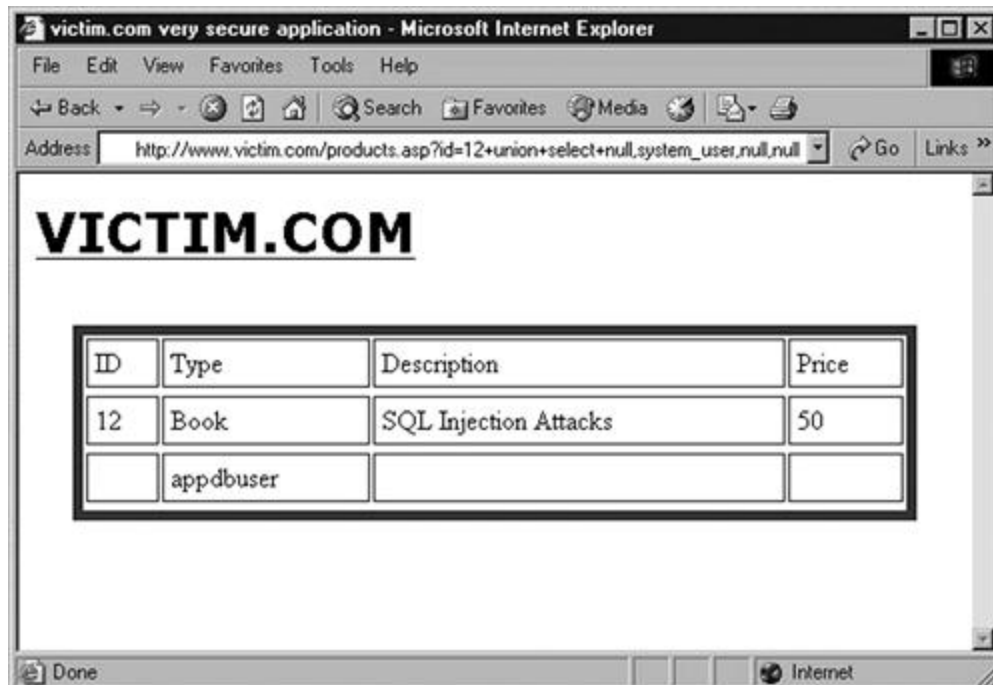 victim.com very secure application - Microsoft Internet Explorer
File Edit View Favorites Tools Help
Back Search Favorites Media
Address http://www.victim.com/products.asp?id=12+union+select+null,system_user,null,null Go Links »
VICTIM.COM
ID Type Description Price
12 Book SQL Injection Attacks 50
appdbuser
Done Internet